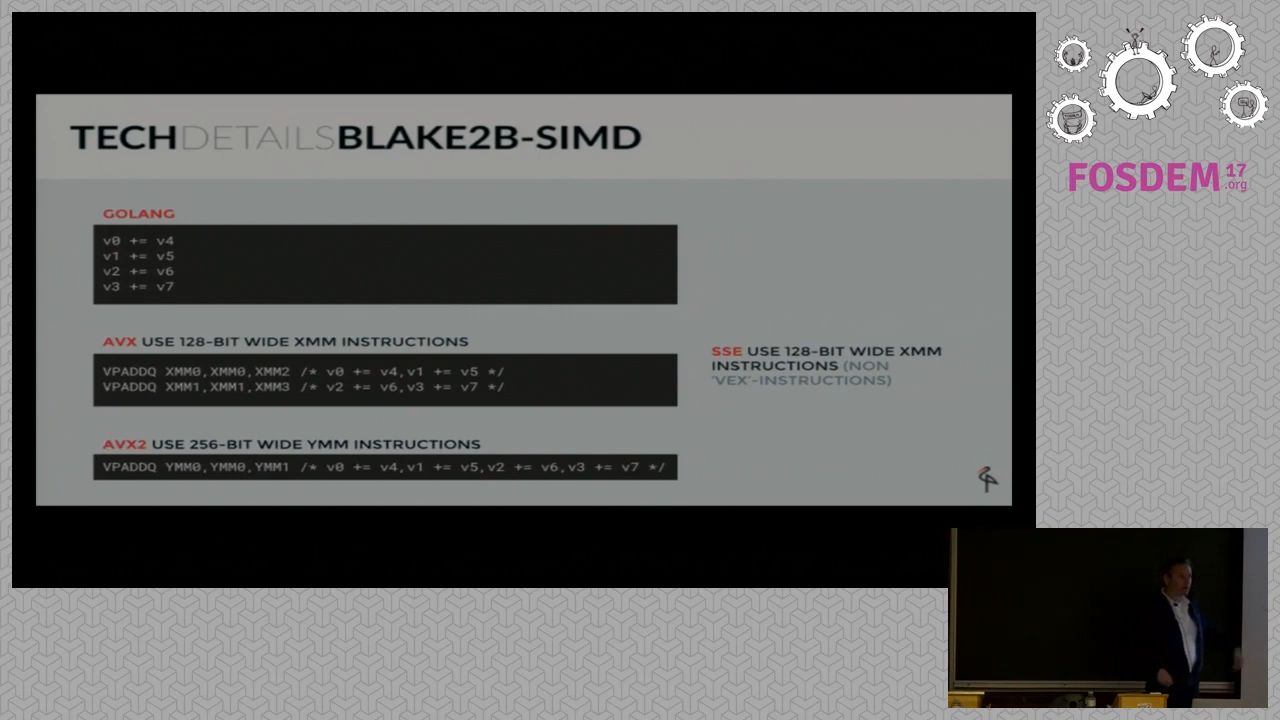 TECHDETAILSBLAKE2B-SIMD
GOLANG
v0 += v4
v1 += v5
v2 += v6
v3 += v7
AVX USE 128-BIT WIDE XMM INSTRUCTIONS
VPADDQ XMM0,XMM0,XMM2 /* v0 += v4,v1 += v5 */
VPADDQ XMM1,XMM1,XMM3 /* v2 += v6,v3 += v7 */
SSE USE 128-BIT WIDE XMM
INSTRUCTIONS (NON
'VEX'-INSTRUCTIONS)
AVX2 USE 256-BIT WIDE YMM INSTRUCTIONS
VPADDQ YMM0,YMM0,YMM1 /* v0 += v4,v1 += v5,v2 += v6,v3 += v7 */
FOSDEM 17
.org